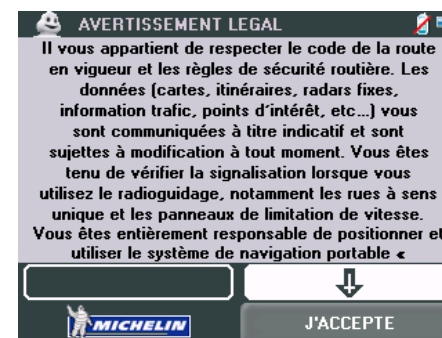 AVERTISSEMENT LEGAL
Il vous appartient de respecter le code de la route
en vigueur et les règles de sécurité routière. Les
données (cartes, itinéraires, radars fixes,
information trafic, points d'intérêt, etc...) vous
sont communiquées à titre indicatif et sont
sujettes à modification à tout moment. Vous êtes
tenu de vérifier la signalisation lorsque vous
utilisez le radioguidage, notamment les rues à sens
unique et les panneaux de limitation de vitesse.
Vous êtes entièrement responsable de positionner et
utiliser le système de navigation portable «
MICHELIN
J'ACCEPTE